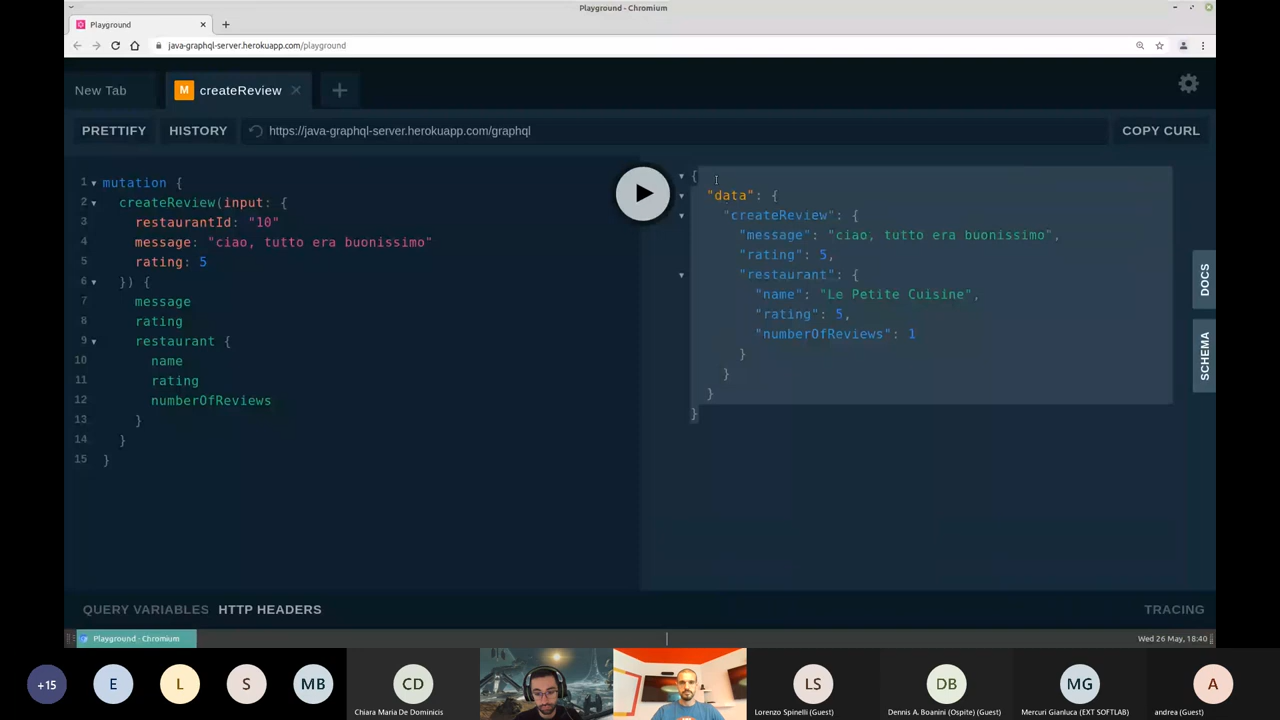 Playground - Chromium
Playground
java-graphql-server.herokuapp.com/playground
New Tab
M createReview
PRETTIFY
HISTORY
https://java-graphql-server.herokuapp.com/graphql
COPY CURL
1 mutation {
2 createReview(input: {
3 restaurantId: "10"
4 message: "ciao, tutto era buonissimo"
5 rating: 5
6 }) {
7 message
8 rating
9 restaurant {
10 name
11 rating
12 numberOfReviews
13 }
14 }
15 }
{
"data": {
"createReview": {
"message": "ciao, tutto era buonissimo",
"rating": 5,
"restaurant": {
"name": "Le Petite Cuisine",
"rating": 5,
"numberOfReviews": 1
}
}
}
}
DOCS
SCHEMA
QUERY VARIABLES HTTP HEADERS
TRACING
Playground - Chromium
Wed 26 May, 18:40
+15
E
L
S
MB
CD
LS
DB
MG
A
Chiara Maria De Dominicis
Lorenzo Spinelli (Guest)
Dennis A. Boanini (Ospite) (Guest)
Mercuri Gianluca (EXT SOFTLAB)
andrea (Guest)